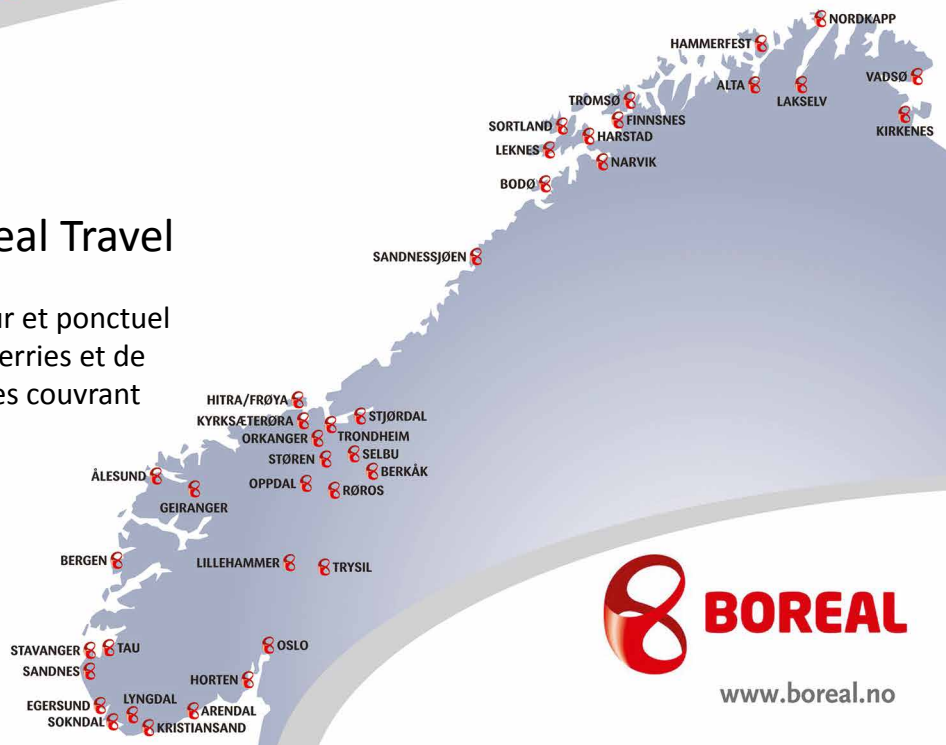 eal Travel
ur et ponctuel
erries et de
es couvrant
NORDKAPP
HAMMERFEST
VADSØ
ALTA
LAKSELV
TROMSØ
FINNSNES
KIRKENES
SORTLAND
HARSTAD
LEKNES
NARVIK
BODØ
SANDNESSJØEN
HITRA/FRØYA
STJØRDAL
KYRKSÆTERØRA
TRONDHEIM
ORKANGER
SELBU
STØREN
BERKÅK
ÅLESUND
OPPDAL
RØROS
GEIRANGER
BERGEN
LILLEHAMMER
TRYSIL
STAVANGER
TAU
OSLO
SANDNES
HORTEN
EGERSUND
LYNGDAL
ARENDAL
SOKNDAL
KRISTIANSAND
BOREAL
www.boreal.no